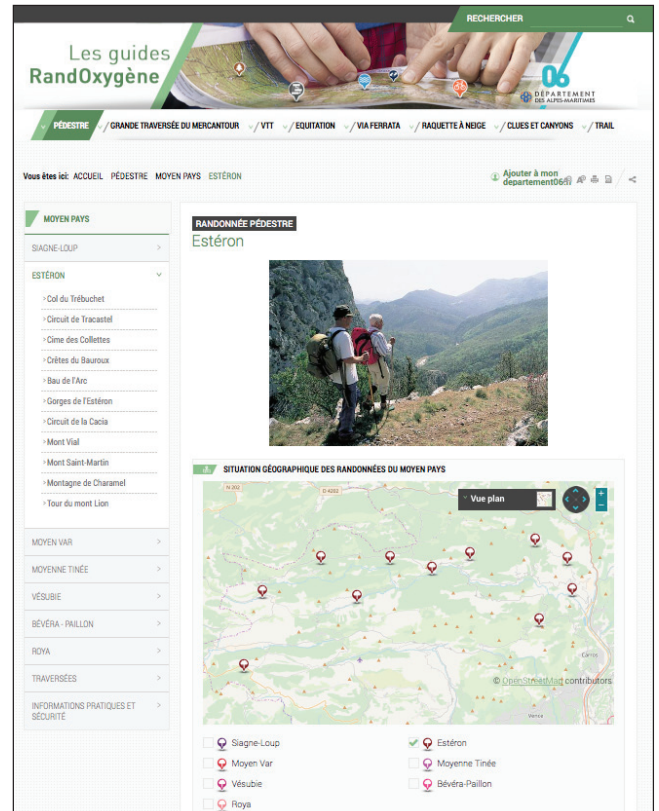 RECHERCHER
Les guides
RandOxygène
06
DÉPARTEMENT
DES ALPES-MARITIMES
PÉDESTRE / GRANDE TRAVERSÉE DU MERCANTOUR / VTT / EQUITATION / VIA FERRATA / RAQUETTE À NEIGE / CLUES ET CANYONS / TRAIL
Vous êtes ici: ACCUEIL PÉDESTRE MOYEN PAYS ESTÉRON
Ajouter à mon
departement06.fr
MOYEN PAYS
SIAGNE-LOUP
ESTÉRON
Col du Trébuchet
Circuit de Tracastel
Cime des Collettes
Crêtes du Bauroux
Bau de l'Arc
Gorges de l'Estéron
Circuit de la Cacia
Mont Vial
Mont Saint-Martin
Montagne de Charamel
Tour du mont Lion
MOYEN VAR
MOYENNE TINÉE
VÉSUBIE
BÉVÉRA - PAILLON
ROYA
TRAVERSÉES
INFORMATIONS PRATIQUES ET
SÉCURITÉ
RANDONNÉE PÉDESTRE
Estéron
SITUATION GÉOGRAPHIQUE DES RANDONNÉES DU MOYEN PAYS
N 202
Vue plan
+
-
Carros
© OpenStreetMap contributors
Vence
Siagne-Loup
Estéron
Moyen Var
Moyenne Tinée
Vésubie
Bévéra-Paillon
Roya